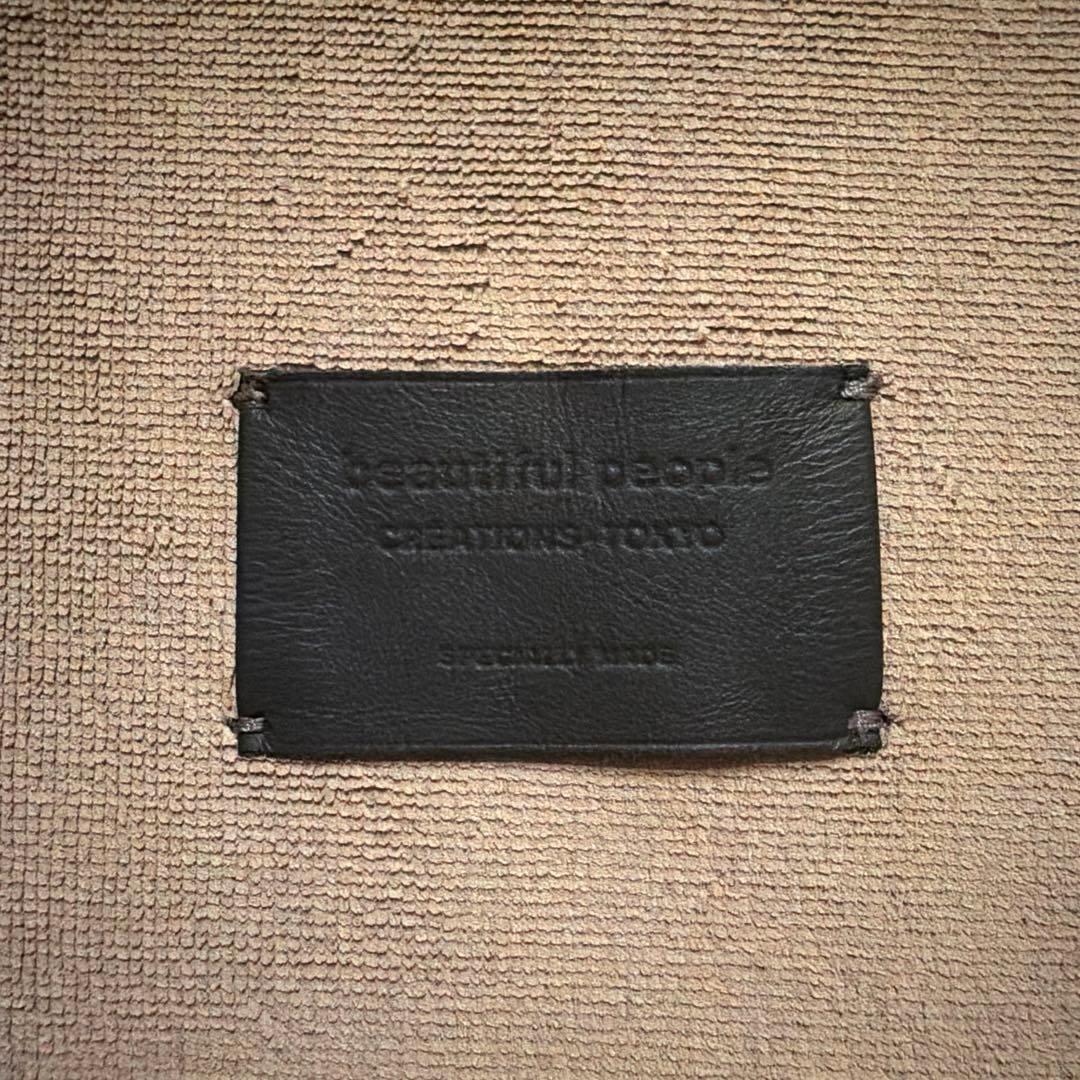 beautiful people
CREATIONS TOKYO
SPECIALLY MADE